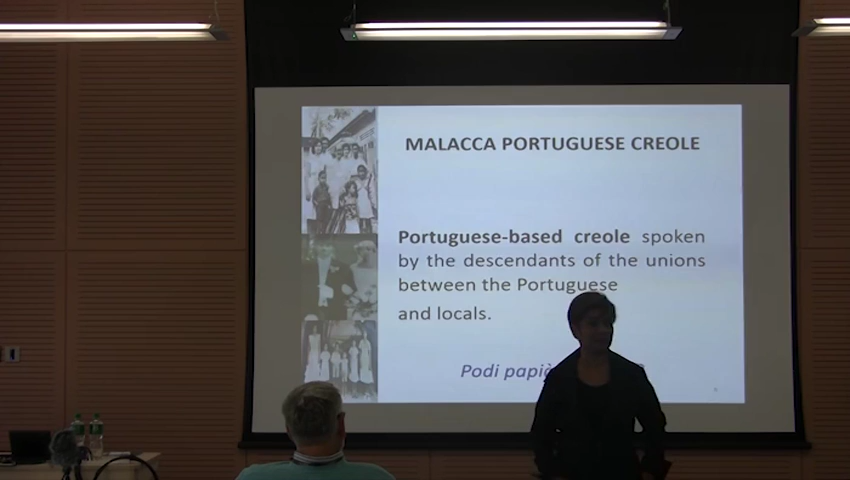 MALACCA PORTUGUESE CREOLE
Portuguese-based creole spoken
by the descendants of the unions
between the Portuguese
and locals.
Podi papià